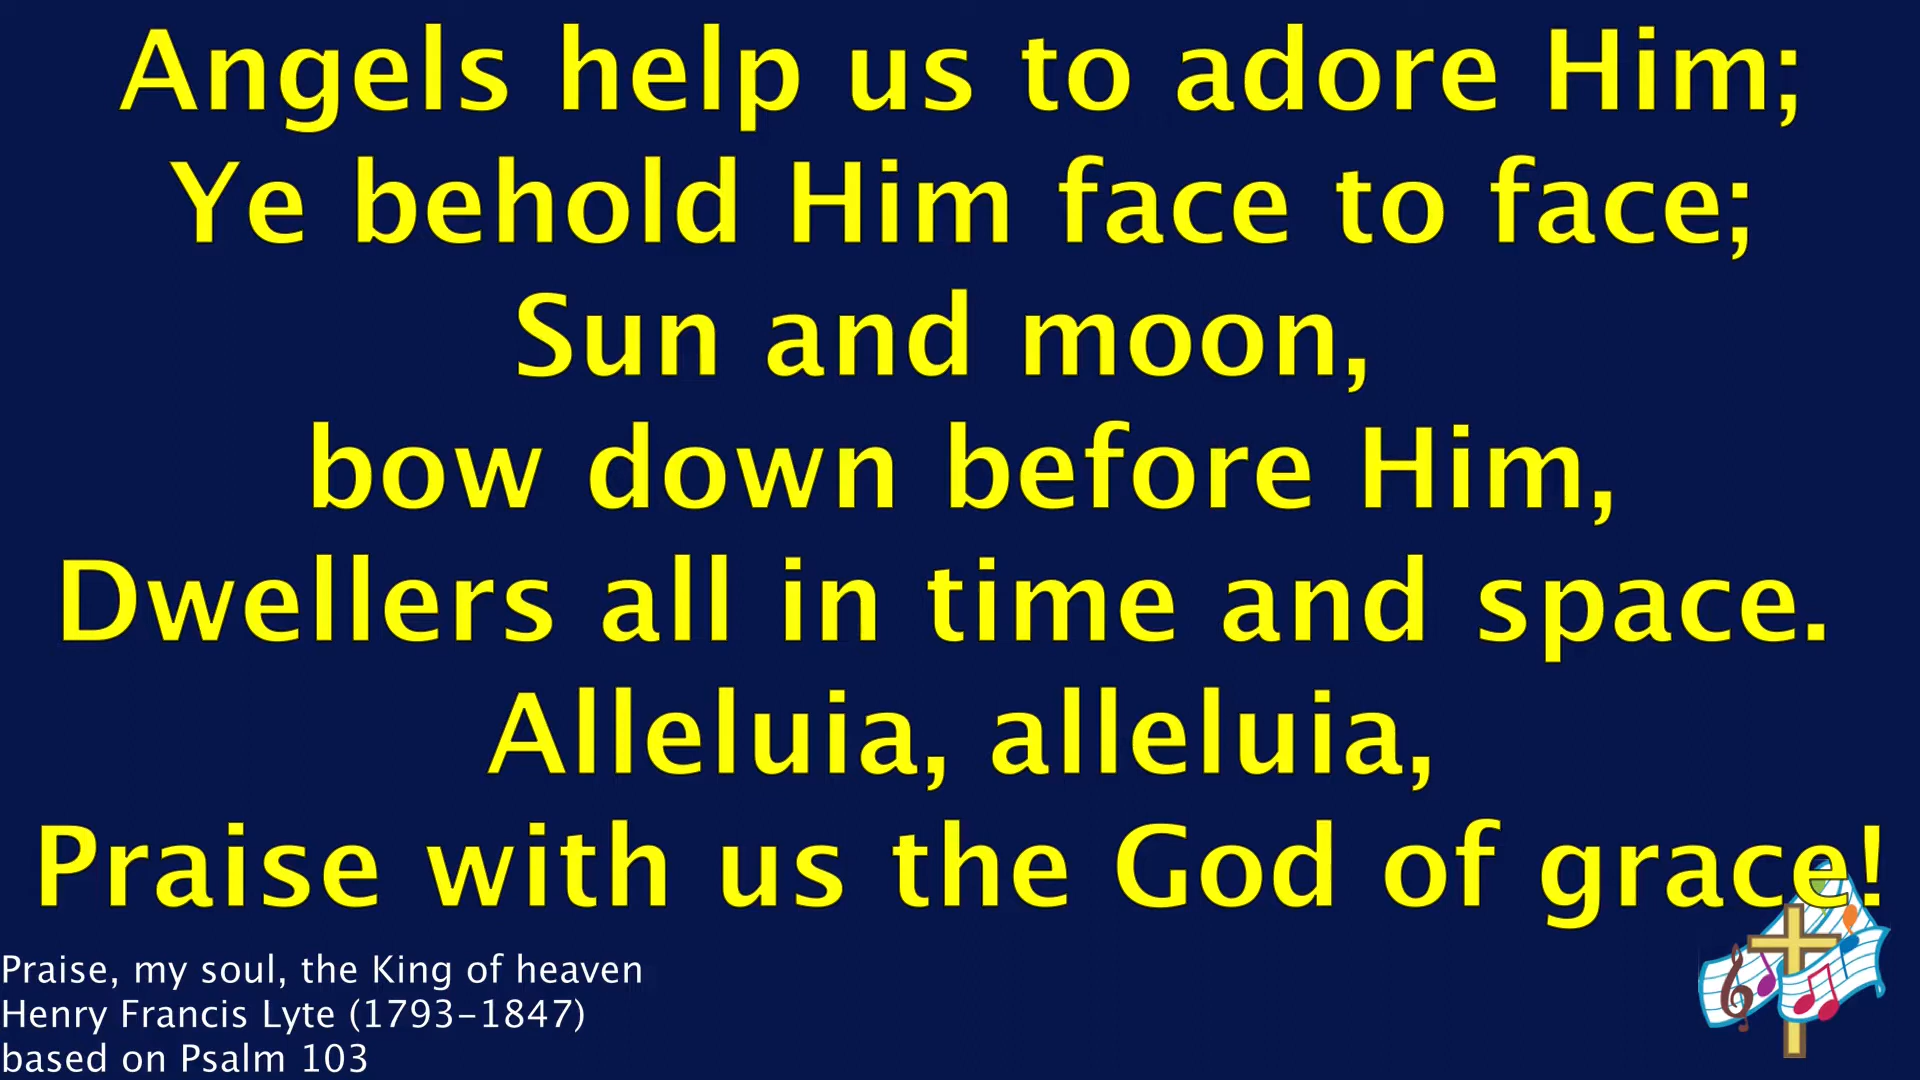 Angels help us to adore Him;
Ye behold Him face to face;
Sun and moon,
bow down before Him,
Dwellers all in time and space.
Alleluia, alleluia,
Praise with us the God of grace!
Praise, my soul, the King of heaven
Henry Francis Lyte (1793-1847)
based on Psalm 103